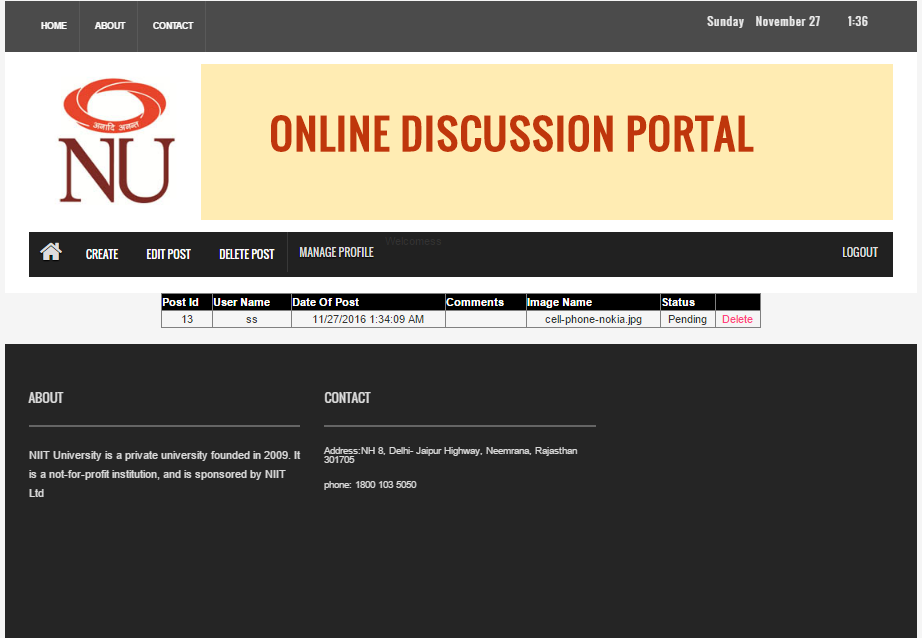 HOME ABOUT CONTACT Sunday November 27 1:36
अनादि अनन्त
NU
ONLINE DISCUSSION PORTAL
CREATE EDIT POST DELETE POST MANAGE PROFILE Welcomess LOGOUT
Post Id User Name Date Of Post Comments Image Name Status
13 ss 11/27/2016 1:34:09 AM cell-phone-nokia.jpg Pending Delete
ABOUT
NIIT University is a private university founded in 2009. It
is a not-for-profit institution, and is sponsored by NIIT
Ltd
CONTACT
Address:NH 8, Delhi- Jaipur Highway, Neemrana, Rajasthan
301705
phone: 1800 103 5050